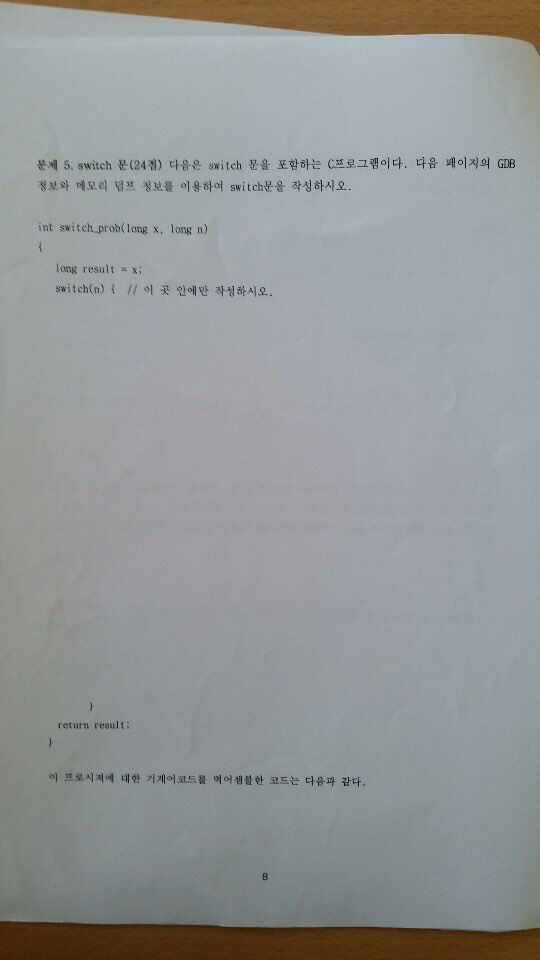 문제 5. switch 문(24점) 다음은 switch 문을 포함하는 C프로그램이다. 다음 페이지의 GDB
정보와 메모리 덤프 정보를 이용하여 switch문을 작성하시오.
int switch_prob(long x, long n)
{
long result = x;
switch(n) { // 이 곳 안에만 작성하시오.
}
return result;
}
이 프로시져에 대한 기계어코드를 역어셈블한 코드는 다음과 같다.
8